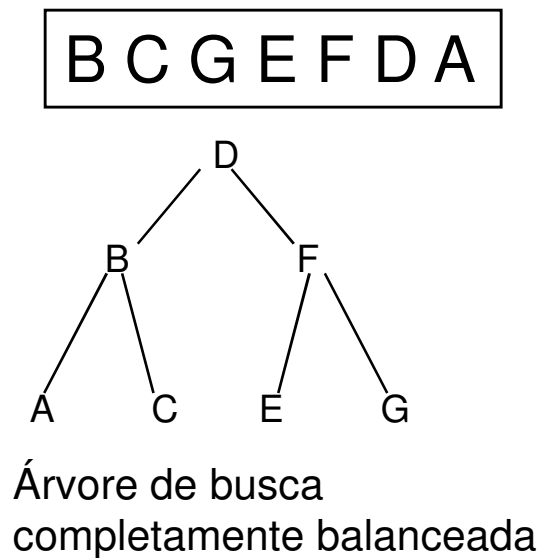 B C G E F D A
D
B F
A C E G
Árvore de busca
completamente balanceada